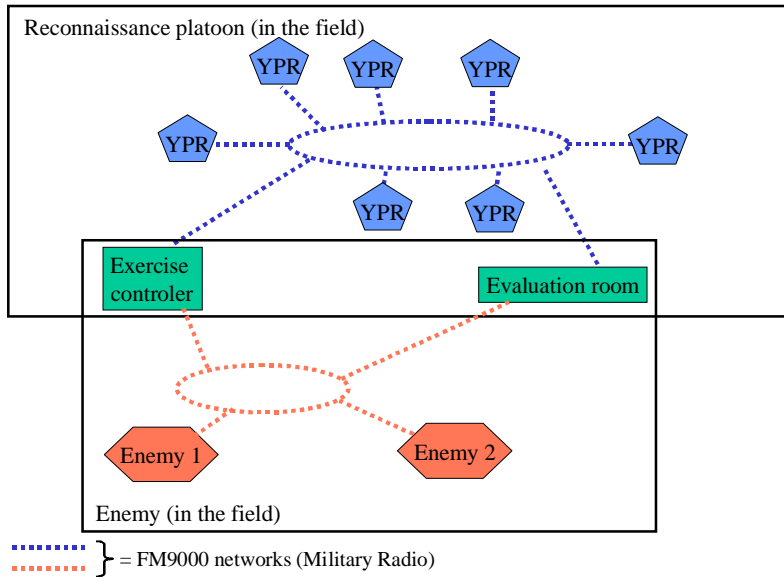 Reconnaissance platoon (in the field)
YPR
YPR
YPR
YPR
YPR
YPR
YPR
Exercise
controler
Evaluation room
Enemy 1
Enemy 2
Enemy (in the field)
= FM9000 networks (Military Radio)